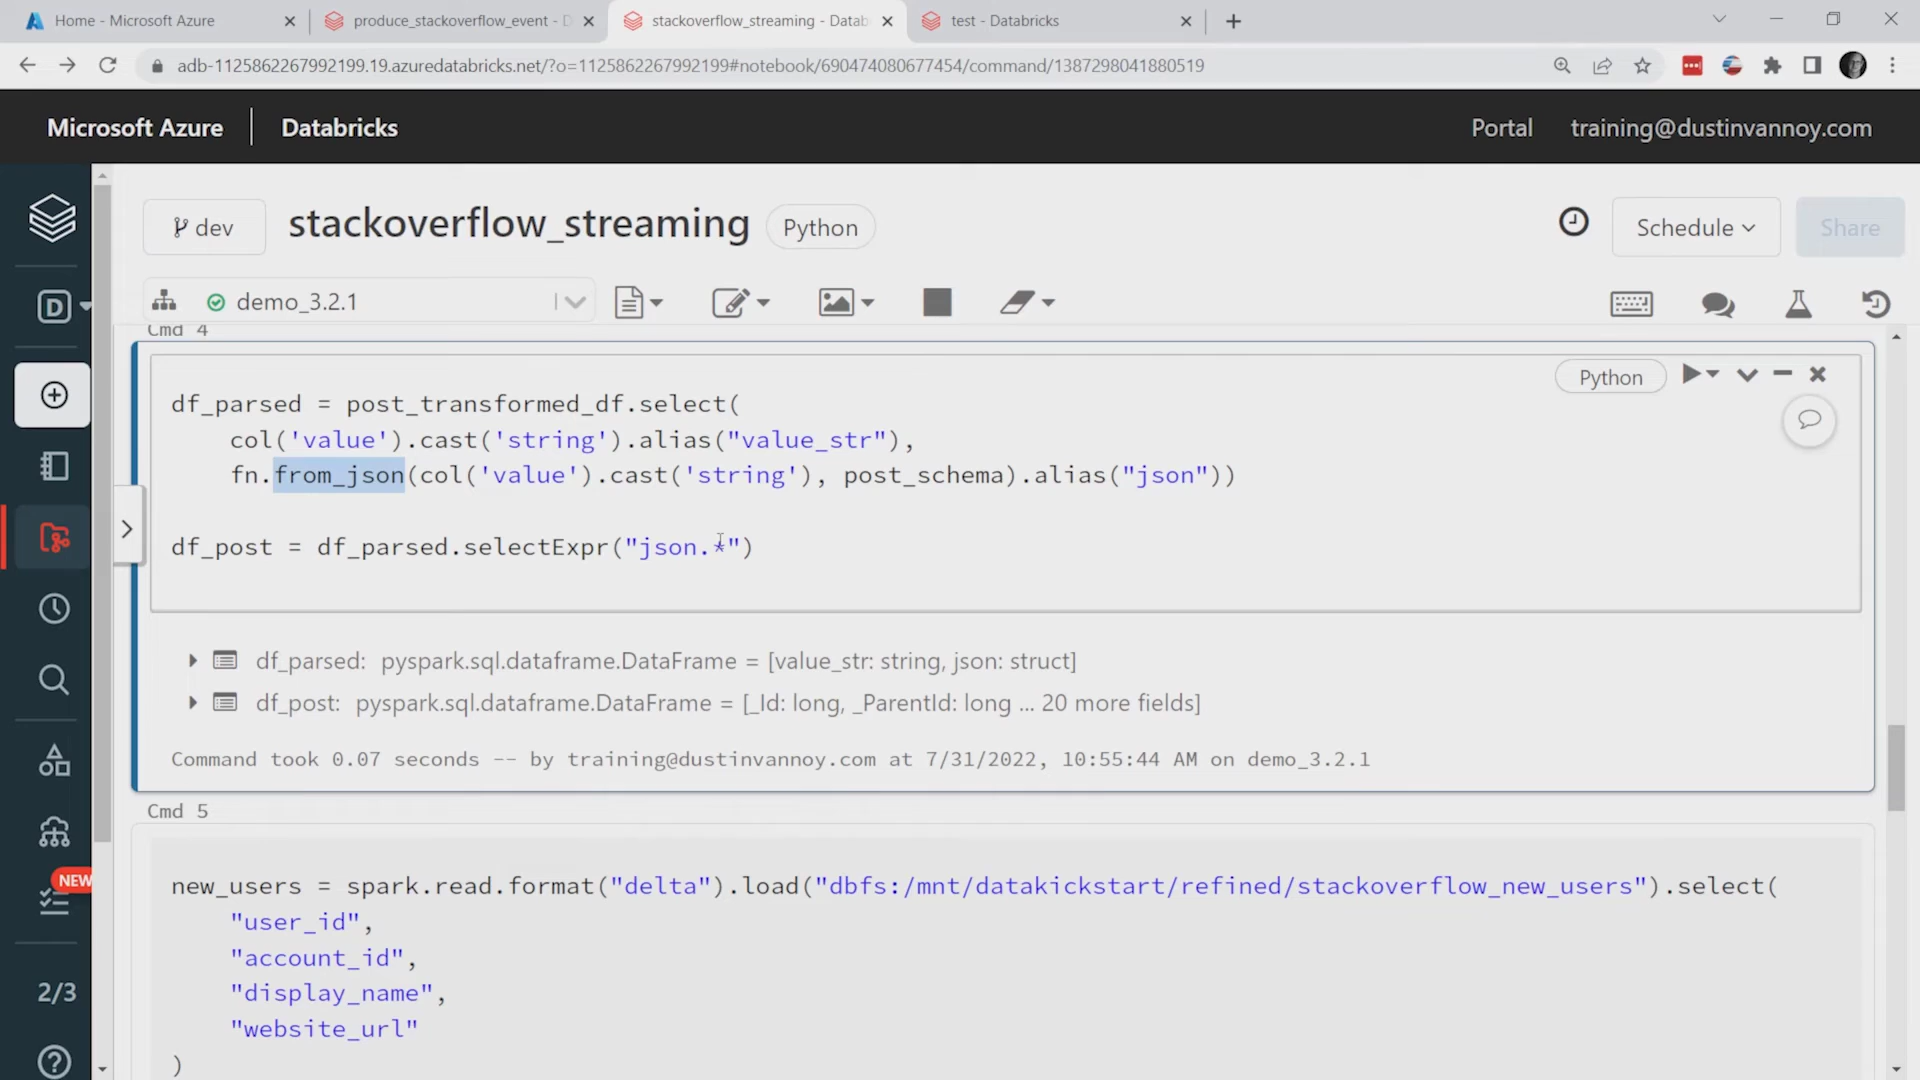 Home - Microsoft Azure
produce_stackoverflow_event - D
stackoverflow_streaming - Datab
test - Databricks
adb-1125862267992199.19.azuredatabricks.net/?o=1125862267992199#notebook/690474080677454/command/1387298041880519
Microsoft Azure
Databricks
Portal
training@dustinvannoy.com
dev
stackoverflow_streaming
Python
Schedule
Share
D
demo_3.2.1
Cmd 4
Python
df_parsed = post_transformed_df.select(
col('value').cast('string').alias("value_str"),
fn.from_json(col('value').cast('string'), post_schema).alias("json"))
df_post = df_parsed.selectExpr("json.*")
df_parsed: pyspark.sql.dataframe.DataFrame = [value_str: string, json: struct]
df_post: pyspark.sql.dataframe.DataFrame = [_Id: long, _ParentId: long ... 20 more fields]
Command took 0.07 seconds -- by training@dustinvannoy.com at 7/31/2022, 10:55:44 AM on demo_3.2.1
Cmd 5
NEW
new_users = spark.read.format("delta").load("dbfs:/mnt/datakickstart/refined/stackoverflow_new_users").select(
"user_id",
"account_id",
"display_name",
"website_url"
)
2/3